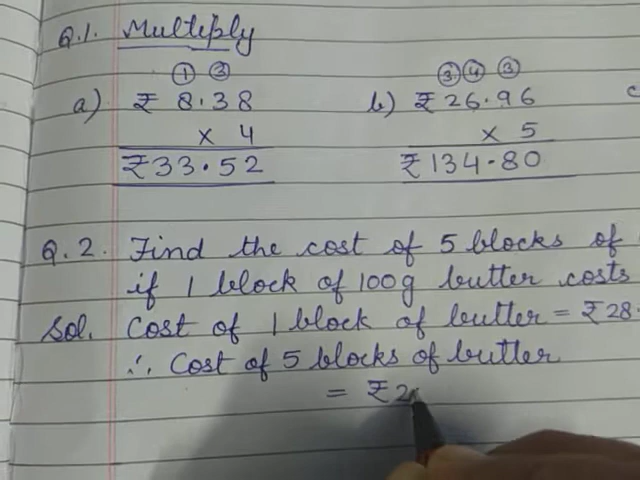 Q.1. Multiply
① ③
a) ₹ 8.38
x 4
₹33.52
③ ④ ③
b) ₹ 26.96
x 5
₹ 134.80
c
Q.2. Find the cost of 5 blocks of
if 1 block of 100g butter costs
Sol. Cost of 1 block of butter = ₹28.
∴ Cost of 5 blocks of butter
= ₹2